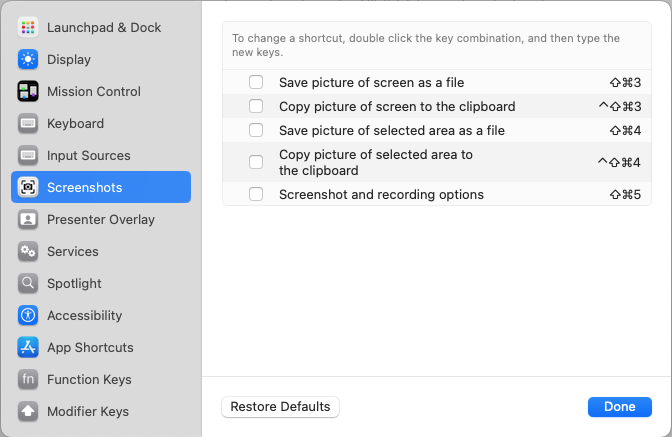 Launchpad & Dock
Display
Mission Control
Keyboard
Input Sources
Screenshots
Presenter Overlay
Services
Spotlight
Accessibility
App Shortcuts
fn Function Keys
Modifier Keys
To change a shortcut, double click the key combination, and then type the
new keys.
Save picture of screen as a file ⇧⌘3
Copy picture of screen to the clipboard ^⇧⌘3
Save picture of selected area as a file ⇧⌘4
Copy picture of selected area to
the clipboard ^⇧⌘4
Screenshot and recording options ⇧⌘5
Restore Defaults
Done